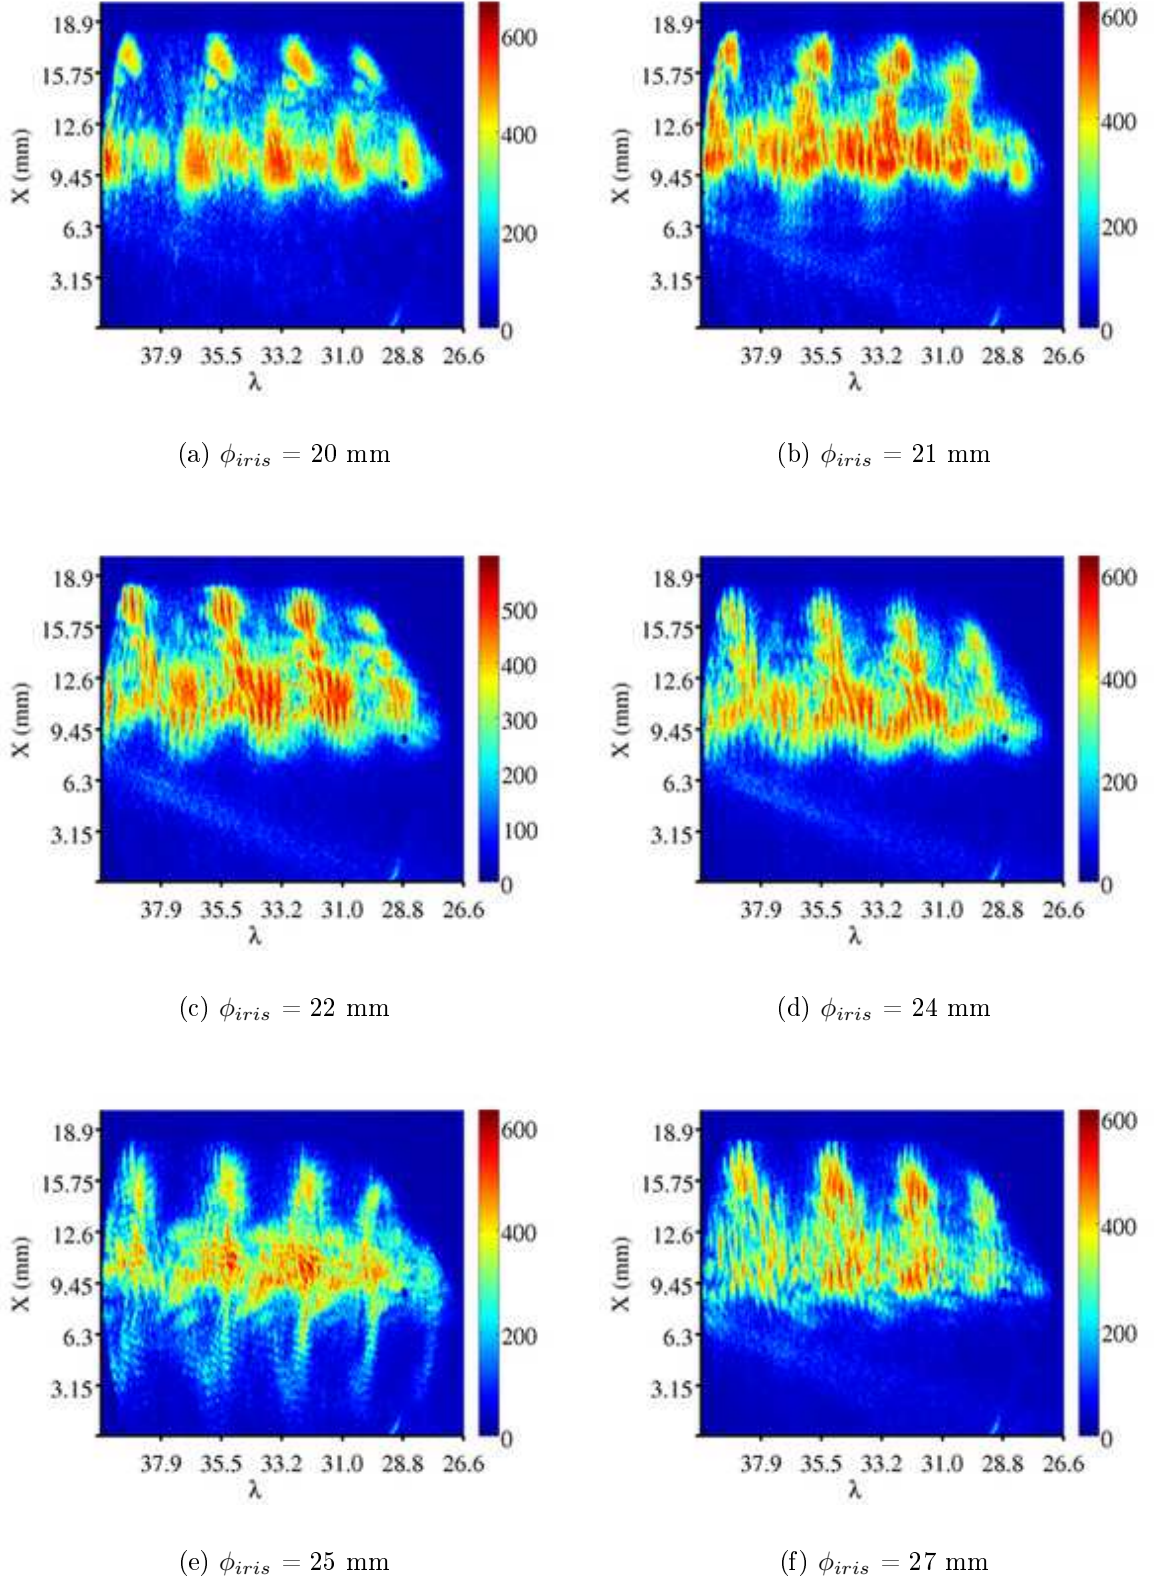 18.9
15.75
12.6
9.45
6.3
3.15
X (mm)
37.9 35.5 33.2 31.0 28.8 26.6
λ
600
400
200
0
(a) ϕiris = 20 mm
18.9
15.75
12.6
9.45
6.3
3.15
X (mm)
37.9 35.5 33.2 31.0 28.8 26.6
λ
600
400
200
0
(b) ϕiris = 21 mm
18.9
15.75
12.6
9.45
6.3
3.15
X (mm)
37.9 35.5 33.2 31.0 28.8 26.6
λ
500
400
300
200
100
0
(c) ϕiris = 22 mm
18.9
15.75
12.6
9.45
6.3
3.15
X (mm)
37.9 35.5 33.2 31.0 28.8 26.6
λ
600
400
200
0
(d) ϕiris = 24 mm
18.9
15.75
12.6
9.45
6.3
3.15
X (mm)
37.9 35.5 33.2 31.0 28.8 26.6
λ
600
400
200
0
(e) ϕiris = 25 mm
18.9
15.75
12.6
9.45
6.3
3.15
X (mm)
37.9 35.5 33.2 31.0 28.8 26.6
λ
600
400
200
0
(f) ϕiris = 27 mm